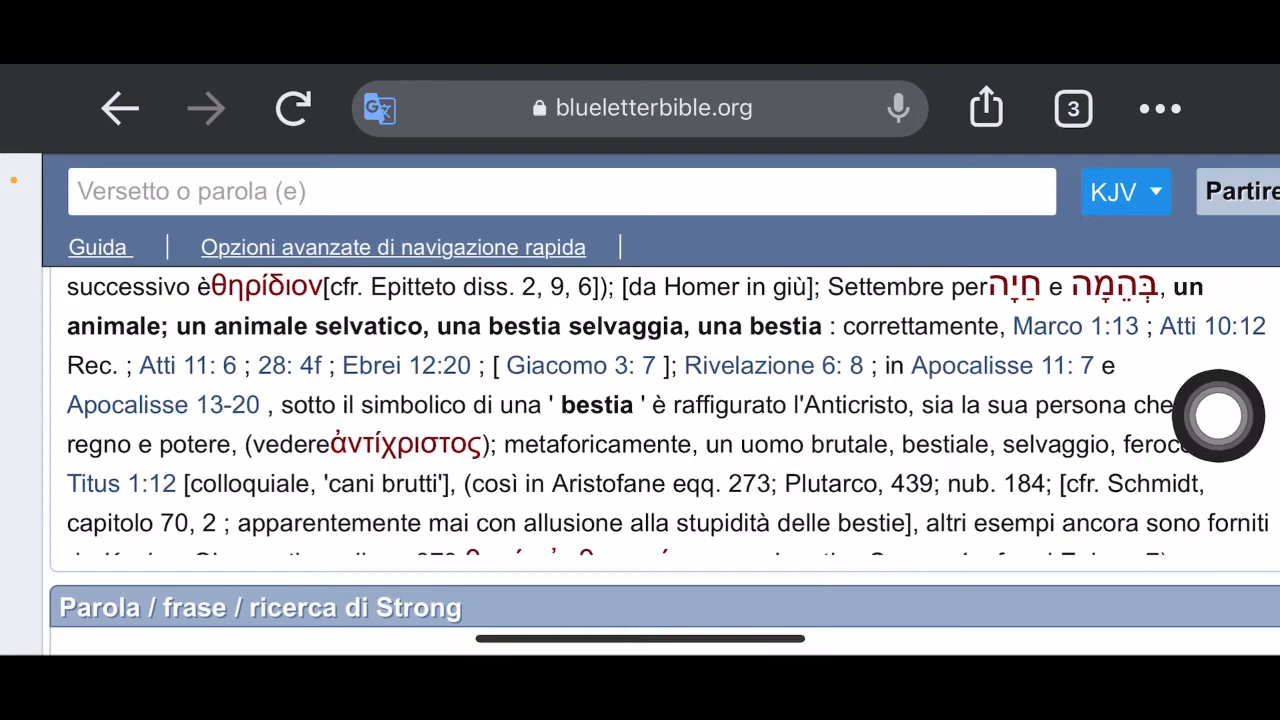 blueletterbible.org
3
Versetto o parola (e)
KJV
Partire
Guida | Opzioni avanzate di navigazione rapida |
successivo èθηρίδιον[cfr. Epitteto diss. 2, 9, 6]); [da Homer in giù]; Settembre perחַיָּה e בְּהֵמָה, un
animale; un animale selvatico, una bestia selvaggia, una bestia : correttamente, Marco 1:13 ; Atti 10:12
Rec. ; Atti 11: 6 ; 28: 4f ; Ebrei 12:20 ; [ Giacomo 3: 7 ]; Rivelazione 6: 8 ; in Apocalisse 11: 7 e
Apocalisse 13-20 , sotto il simbolico di una ' bestia ' è raffigurato l'Anticristo, sia la sua persona che
regno e potere, (vedereἀντίχριστος); metaforicamente, un uomo brutale, bestiale, selvaggio,
Titus 1:12 [colloquiale, 'cani brutti'], (così in Aristofane eqq. 273; Plutarco, 439; nub. 184; [cfr. Schmidt,
capitolo 70, 2 ; apparentemente mai con allusione alla stupidità delle bestie], altri esempi ancora sono forniti
Parola / frase / ricerca di Strong